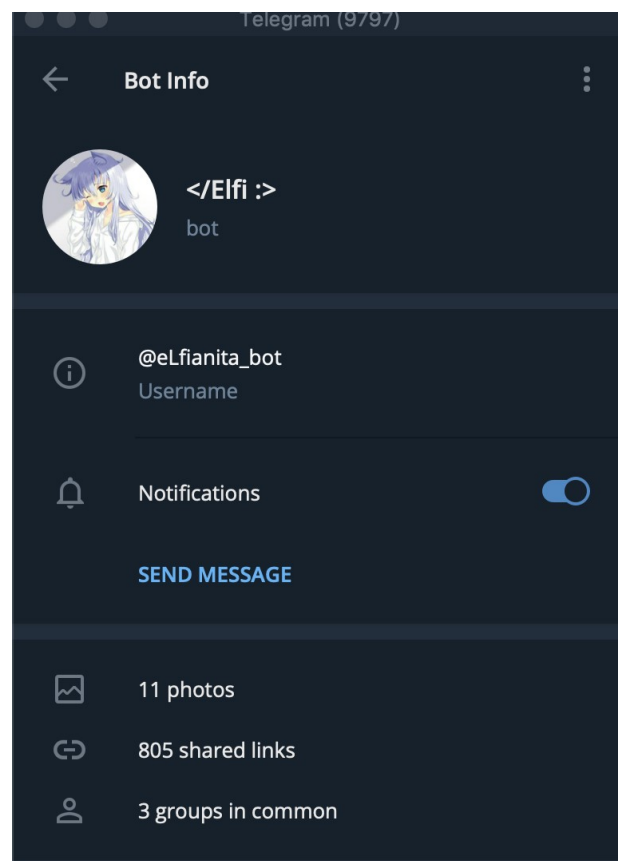 Telegram (9797)
Bot Info
</Elfi :>
bot
@eLfianita_bot
Username
Notifications
SEND MESSAGE
11 photos
805 shared links
3 groups in common